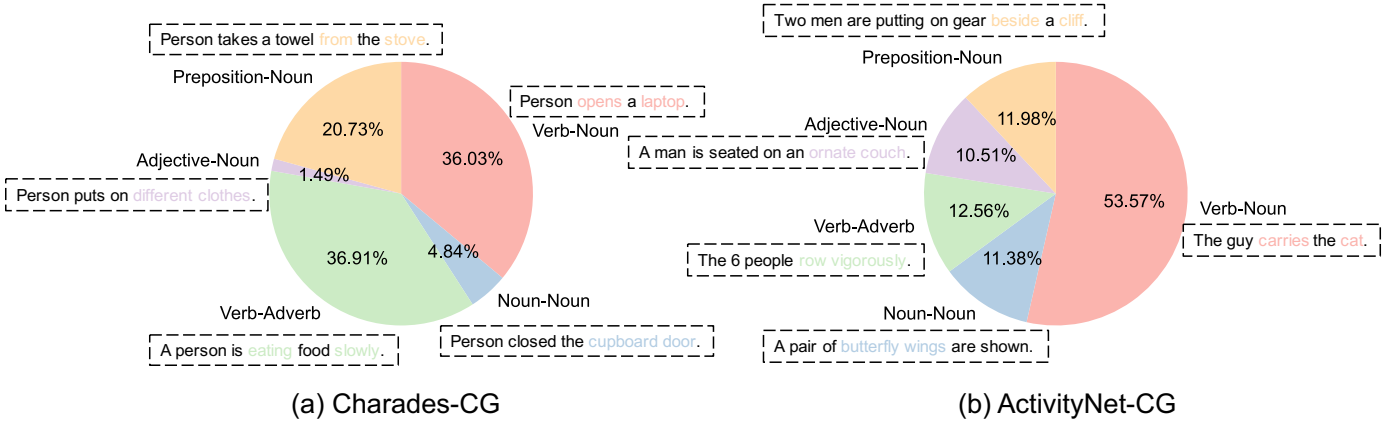 Person takes a towel from the stove.
Preposition-Noun
Person opens a laptop.
Verb-Noun
20.73%
36.03%
Adjective-Noun
1.49%
Person puts on different clothes.
36.91%
4.84%
Noun-Noun
Verb-Adverb
Person closed the cupboard door.
A person is eating food slowly.
(a) Charades-CG
Two men are putting on gear beside a cliff.
Preposition-Noun
11.98%
Adjective-Noun
A man is seated on an ornate couch.
10.51%
53.57%
Verb-Noun
12.56%
Verb-Adverb
The guy carries the cat.
The 6 people row vigorously.
11.38%
Noun-Noun
A pair of butterfly wings are shown.
(b) ActivityNet-CG